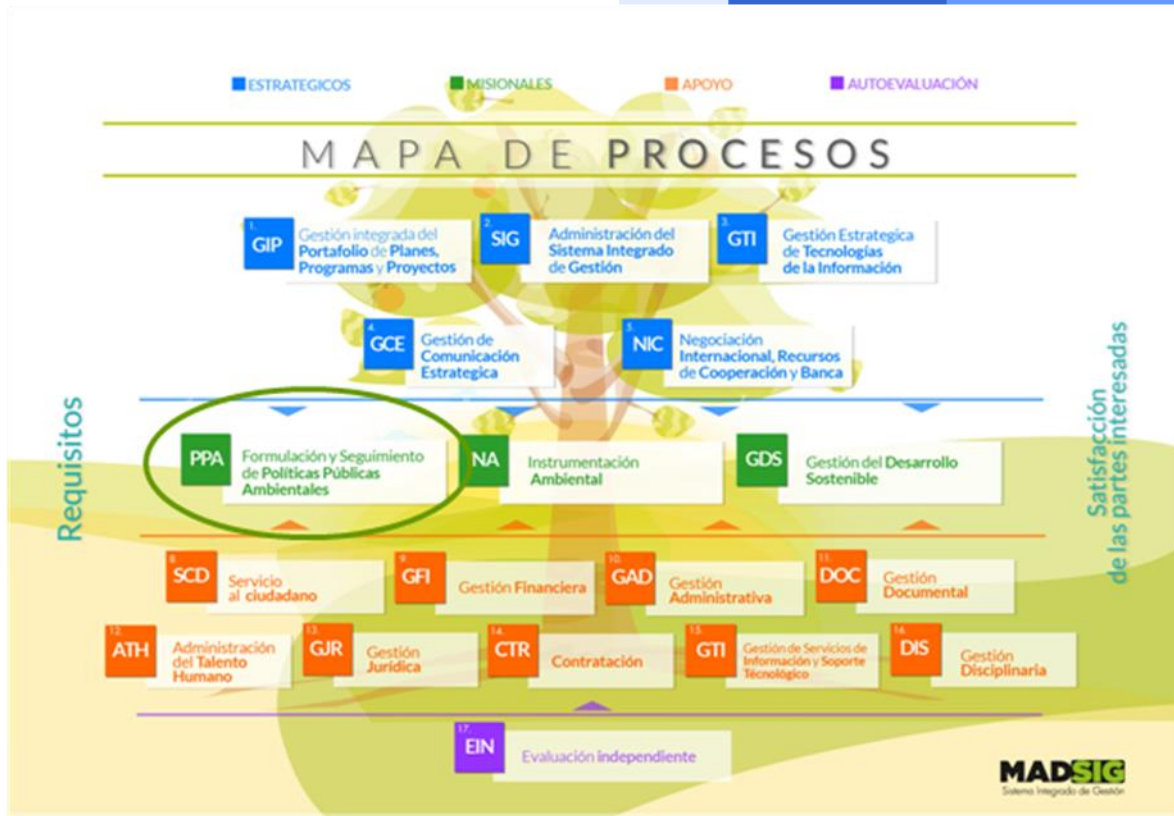 ESTRATEGICOS MISIONALES APOYO AUTOEVALUACIÓN
MAPA DE PROCESOS
1.
GIP
Gestión integrada del
Portafolio de Planes,
Programas y Proyectos
2.
SIG
Administración del
Sistema Integrado
de Gestión
3.
GTI
Gestión Estrategica
de Tecnologías
de la Información
4.
GCE
Gestión de
Comunicación
Estrategica
5.
NIC
Negociación
Internacional, Recursos
de Cooperación y Banca
Requisitos
PPA
Formulación y Seguimiento
de Políticas Públicas
Ambientales
NA
Instrumentación
Ambiental
GDS
Gestión del Desarrollo
Sostenible
Satisfacción
de las partes interesadas
8.
SCD
Servicio
al ciudadano
9.
GFI
Gestión Financiera
10.
GAD
Gestión
Administrativa
11.
DOC
Gestión
Documental
12.
ATH
Administración
del Talento
Humano
13.
GJR
Gestión
Jurídica
14.
CTR
Contratación
15.
GTI
Gestión de Servicios de
Información y Soporte
Técnológico
16.
DIS
Gestión
Disciplinaria
17.
EIN
Evaluación independiente
MADSIG
Sistema Integrado de Gestión